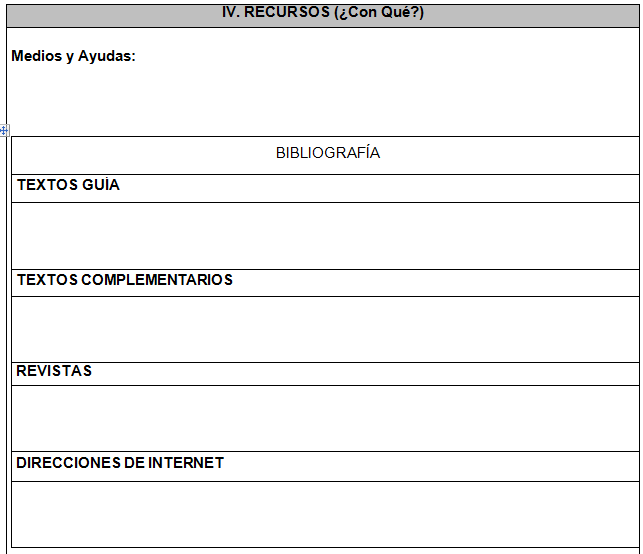 IV. RECURSOS (¿Con Qué?)
Medios y Ayudas:
BIBLIOGRAFÍA
TEXTOS GUÍA
TEXTOS COMPLEMENTARIOS
REVISTAS
DIRECCIONES DE INTERNET